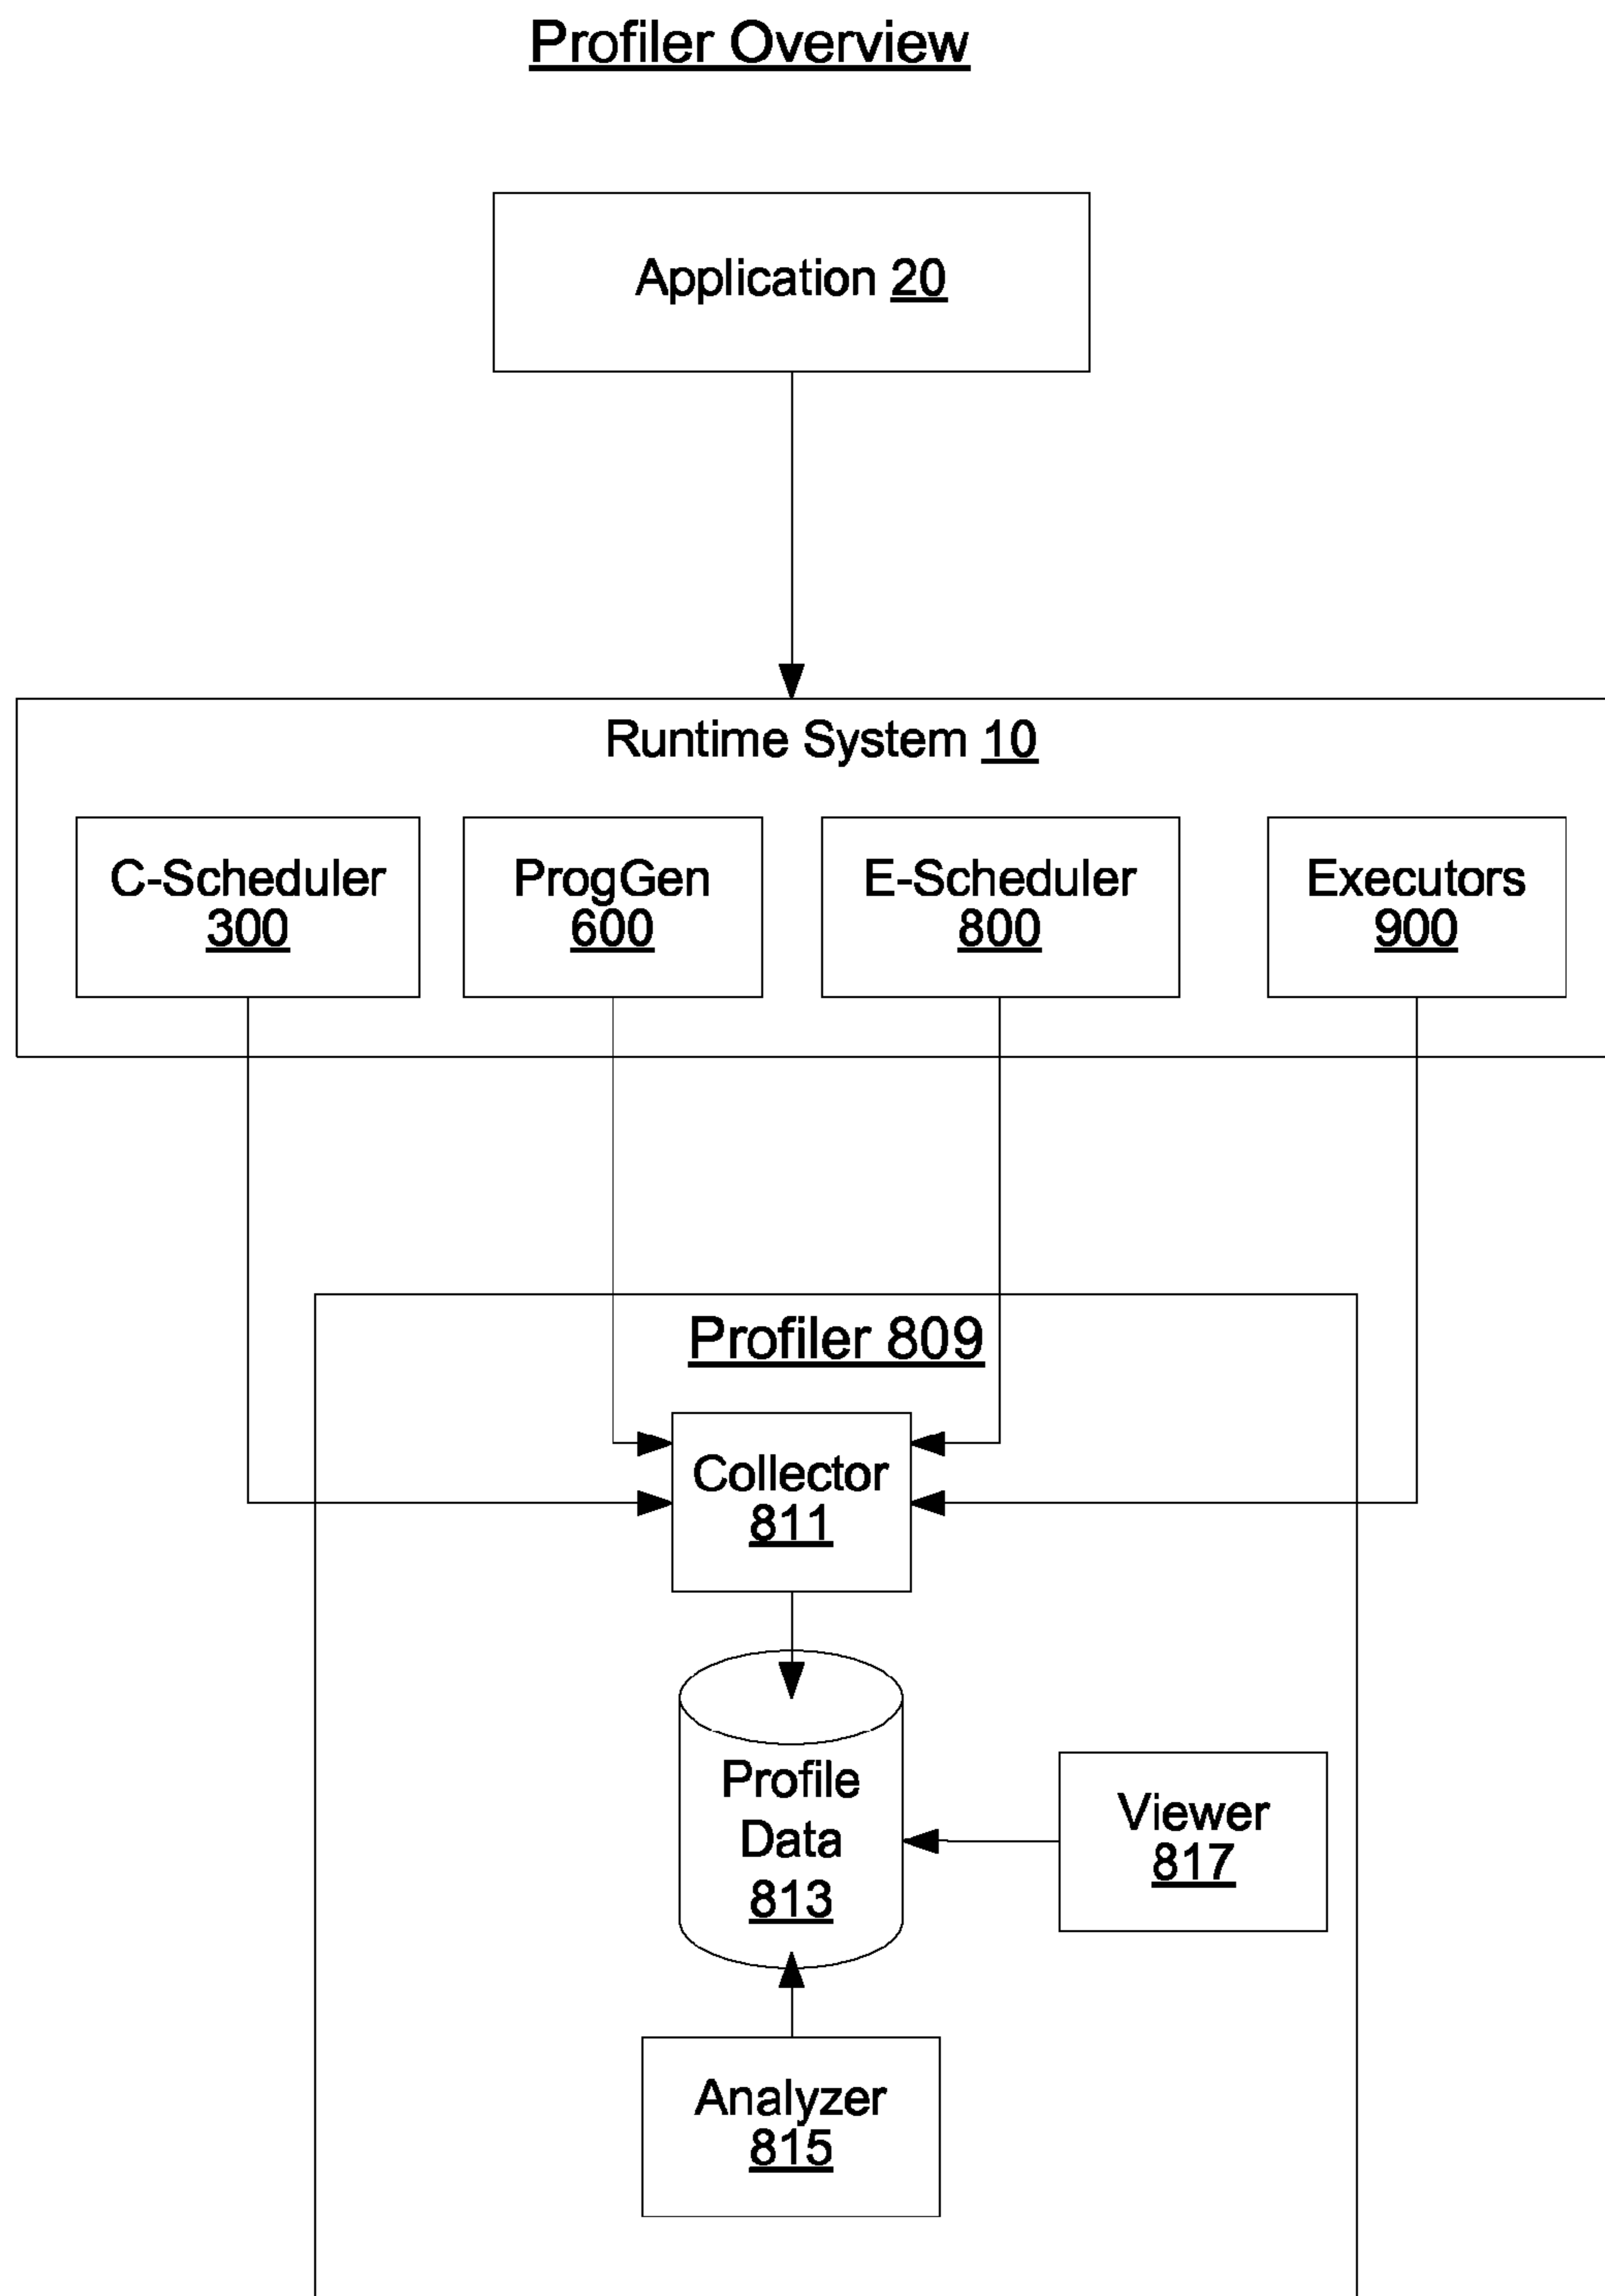 Profiler Overview
Application 20
Runtime System 10
C-Scheduler
300
ProgGen
600
E-Scheduler
800
Executors
900
Profiler 809
Collector
811
Profile
Data
813
Viewer
817
Analyzer
815